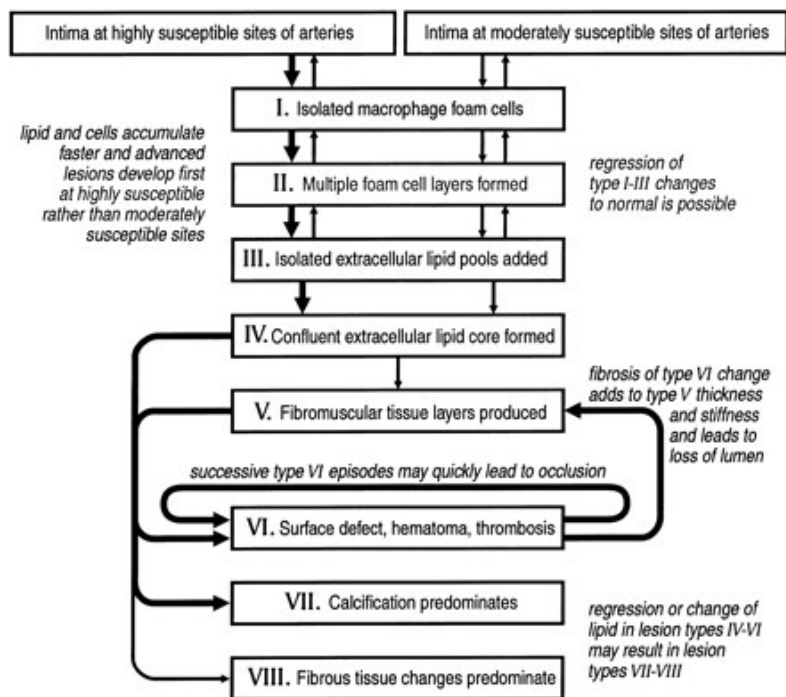 Intima at highly susceptible sites of arteries
Intima at moderately susceptible sites of arteries
I. Isolated macrophage foam cells
lipid and cells accumulate
faster and advanced
lesions develop first
at highly susceptible
rather than moderately
susceptible sites
II. Multiple foam cell layers formed
regression of
type I-III changes
to normal is possible
III. Isolated extracellular lipid pools added
IV. Confluent extracellular lipid core formed
V. Fibromuscular tissue layers produced
fibrosis of type VI change
adds to type V thickness
and stiffness
and leads to
loss of lumen
successive type VI episodes may quickly lead to occlusion
VI. Surface defect, hematoma, thrombosis
VII. Calcification predominates
regression or change of
lipid in lesion types IV-VI
may result in lesion
types VII-VIII
VIII. Fibrous tissue changes predominate